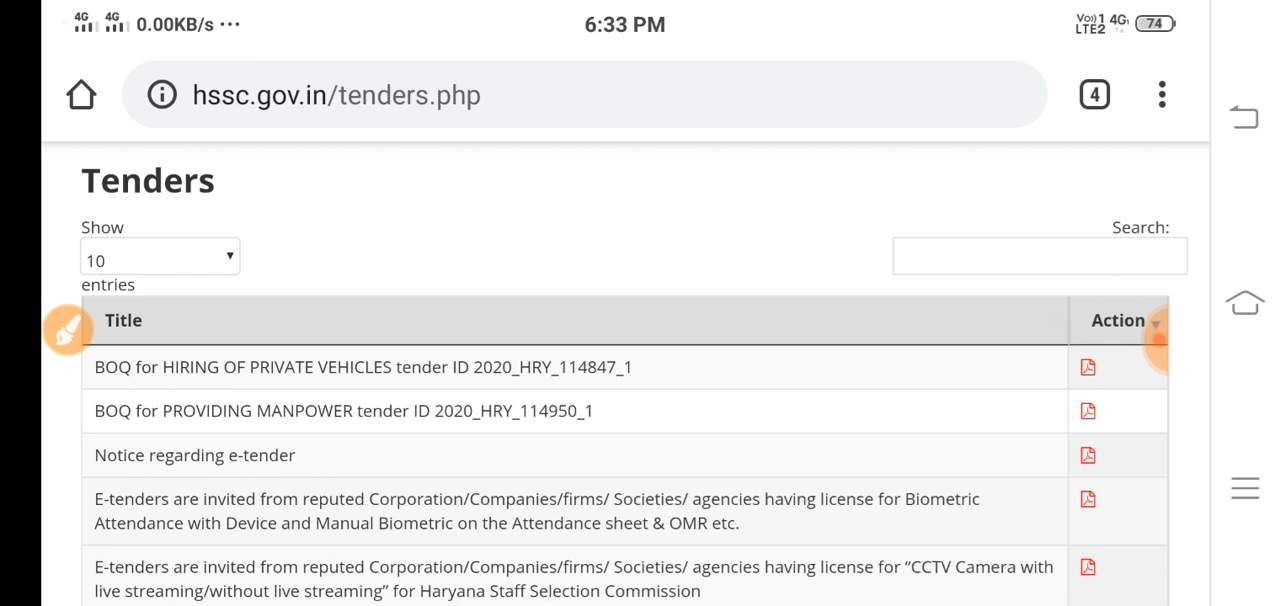 4G 4G 0.00KB/s ... 6:33 PM Vo))1 4G 74
LTE2
hssc.gov.in/tenders.php 4
Tenders
Show Search:
10
entries
Title Action
BOQ for HIRING OF PRIVATE VEHICLES tender ID 2020_HRY_114847_1
BOQ for PROVIDING MANPOWER tender ID 2020_HRY_114950_1
Notice regarding e-tender
E-tenders are invited from reputed Corporation/Companies/firms/ Societies/ agencies having license for Biometric
Attendance with Device and Manual Biometric on the Attendance sheet & OMR etc.
E-tenders are invited from reputed Corporation/Companies/firms/ Societies/ agencies having license for “CCTV Camera with
live streaming/without live streaming” for Haryana Staff Selection Commission